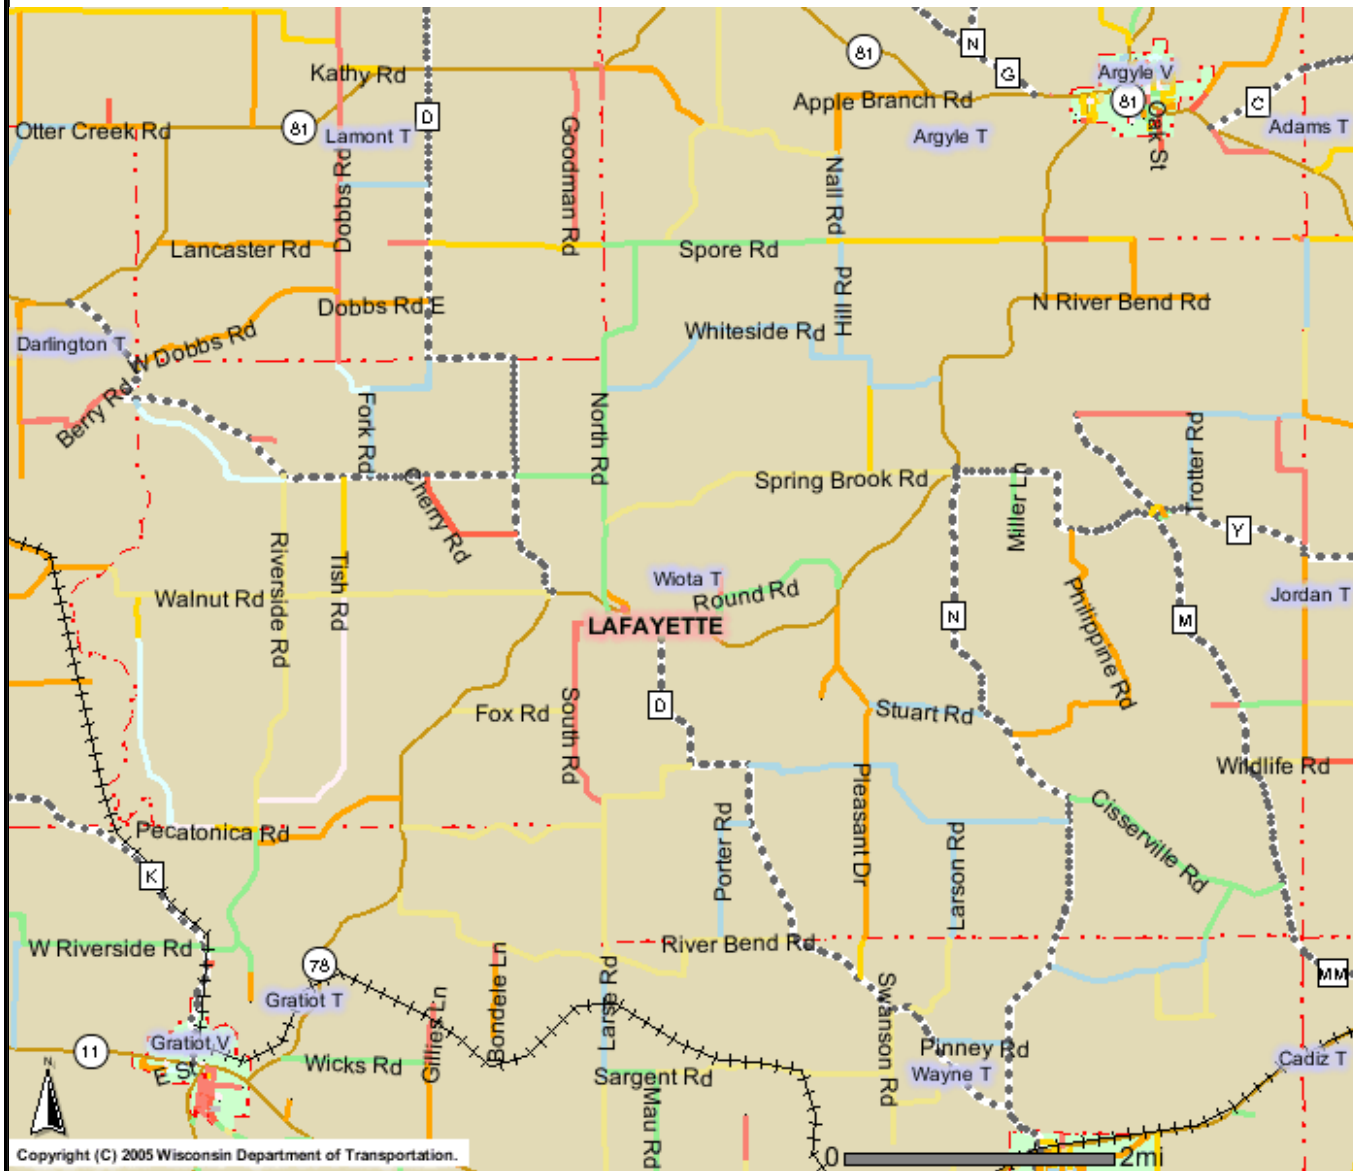 N
81
G
Argyle V
Kathy Rd
81
C
Apple Branch Rd
D
Otter Creek Rd
81
Lamont T
Argyle T
Adams T
Oak St
Goodman Rd
Dobbs Rd
Nall Rd
Lancaster Rd
Spore Rd
Hill Rd
N River Bend Rd
Dobbs Rd E
Whiteside Rd
Darlington T
W Dobbs Rd
Berry Rd
Fork Rd
North Rd
Trotter Rd
Cherry Rd
Spring Brook Rd
Miller Ln
Y
Riverside Rd
Tish Rd
Wiota T
Round Rd
Walnut Rd
Jordan T
N
M
Philippine Rd
LAFAYETTE
D
Fox Rd
South Rd
Stuart Rd
Wildlife Rd
Pleasant Dr
Cisserville Rd
Pecatonica Rd
Porter Rd
Larson Rd
K
W Riverside Rd
River Bend Rd
78
Bondele Ln
Larse Rd
MM
Gratiot T
Gillies Ln
Swanson Rd
11
Gratiot V
Pinney Rd
Cadiz T
E St
Wicks Rd
Sargent Rd
Wayne T
N
Mau Rd
Copyright (C) 2005 Wisconsin Department of Transportation.
0 2mi